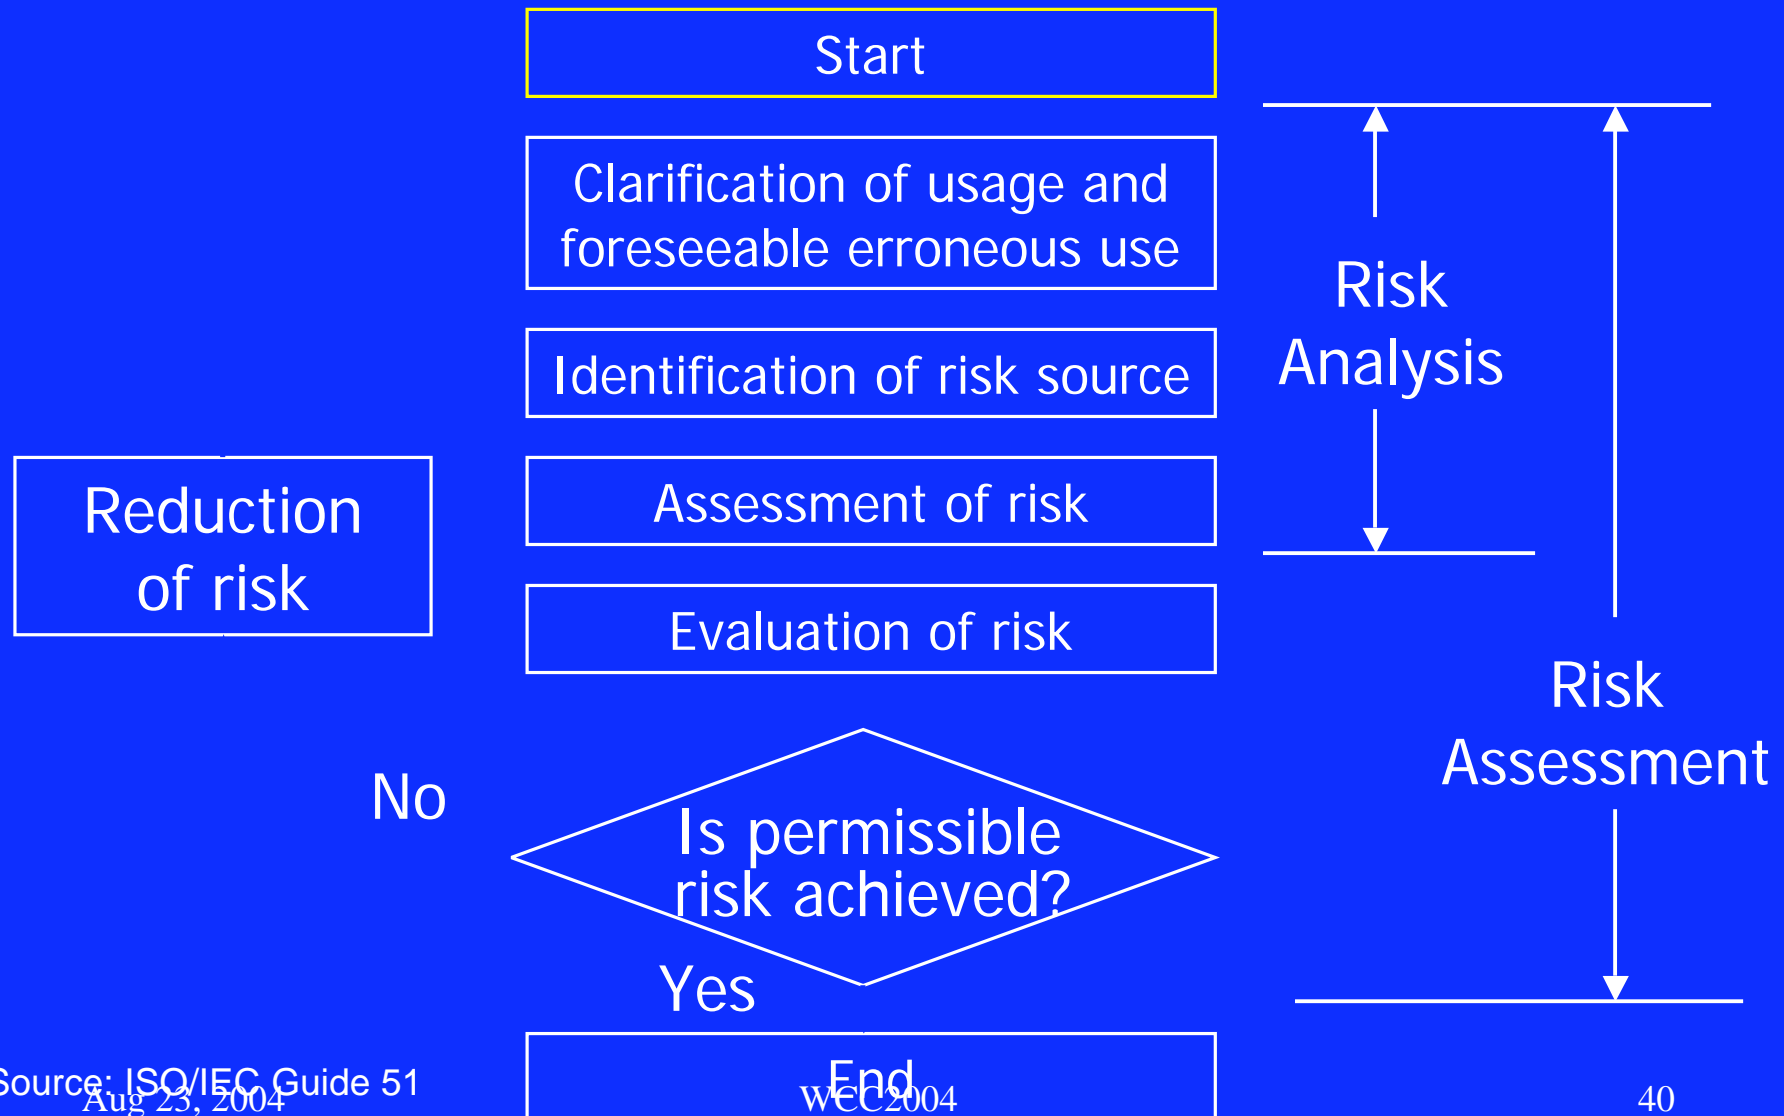 Start
Clarification of usage and
foreseeable erroneous use
Risk
Analysis
Identification of risk source
Reduction
of risk
Assessment of risk
Evaluation of risk
Risk
Assessment
No
Is permissible
risk achieved?
Yes
End
Source: ISO/IEC Guide 51
Aug 23, 2004
WCC2004
40